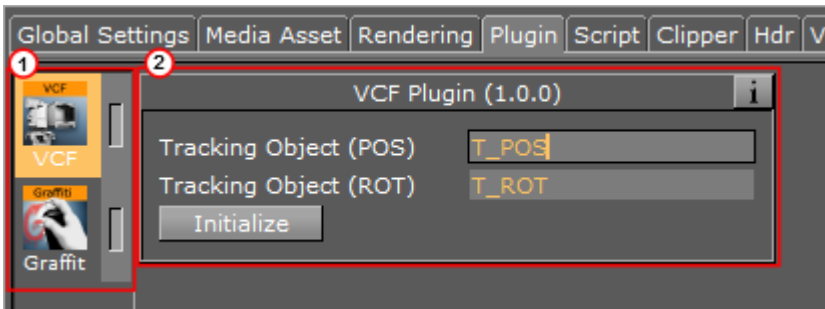 Global Settings Media Asset Rendering Plugin Script Clipper Hdr V
1 2
VCF VCF Plugin (1.0.0) i
VCF
Tracking Object (POS) T_POS
Tracking Object (ROT) T_ROT
Graffiti
Initialize
Graffit